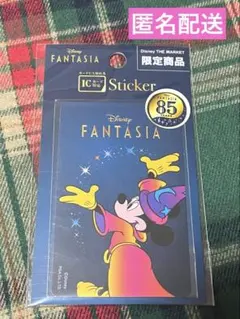 匿名配送
Disney
FANTASIA
IC
Sticker
Disney THE MARKET
限定商品
85
Disney
FANTASIA